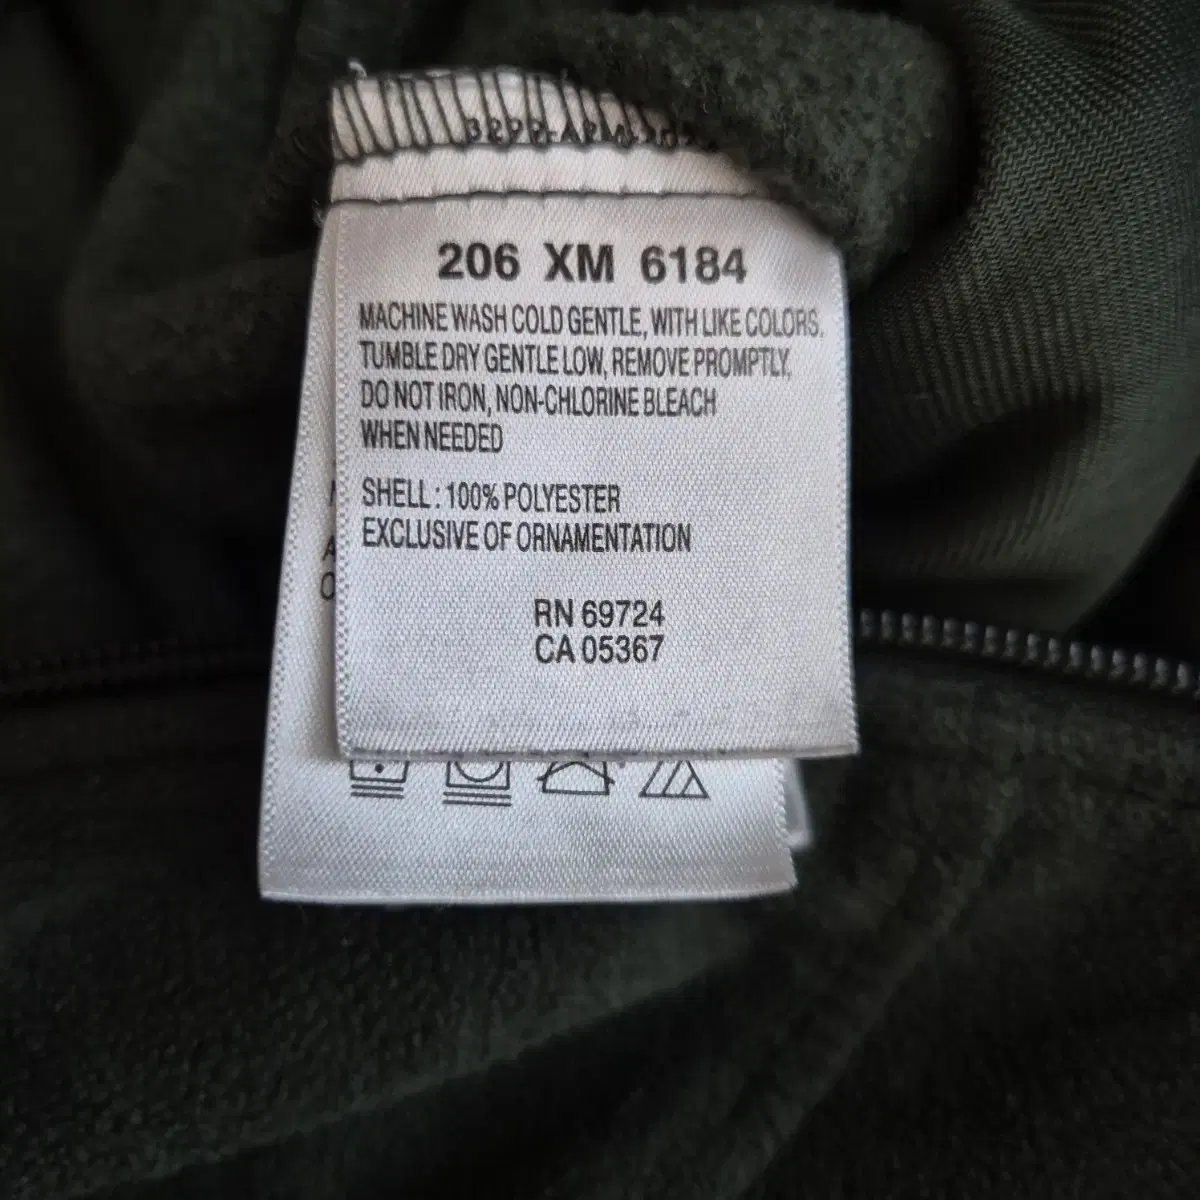 206 XM 6184
MACHINE WASH COLD GENTLE, WITH LIKE COLORS.
TUMBLE DRY GENTLE LOW, REMOVE PROMPTLY,
DO NOT IRON, NON-CHLORINE BLEACH
WHEN NEEDED
SHELL : 100% POLYESTER
EXCLUSIVE OF ORNAMENTATION
RN 69724
CA 05367